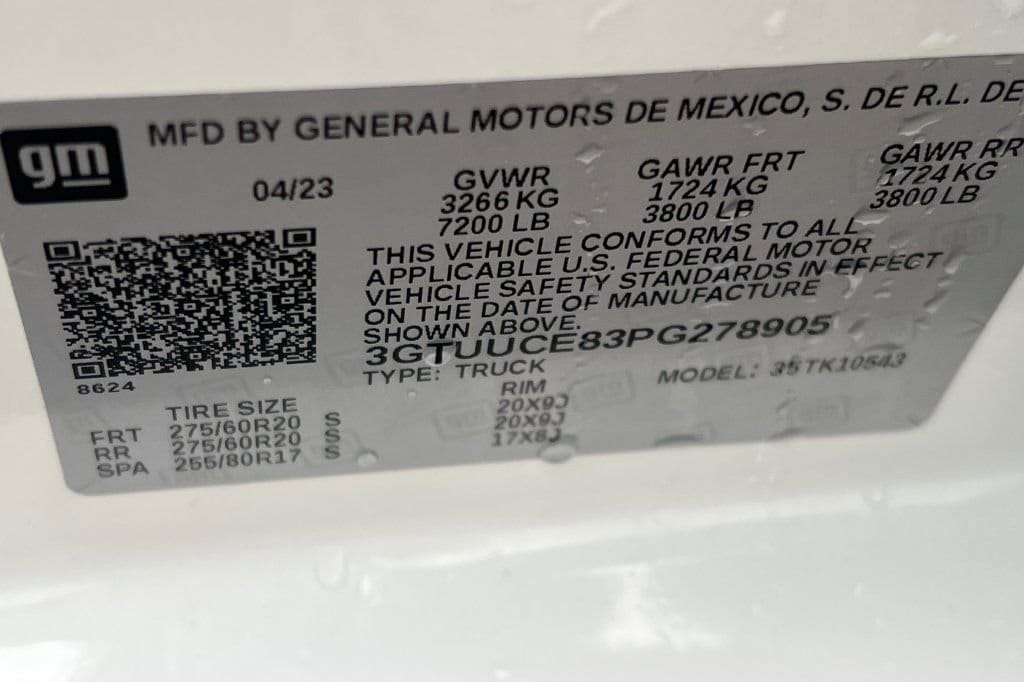 gm
MFD BY GENERAL MOTORS DE MEXICO, S. DE R.L. DE
04/23
GVWR
3266 KG
7200 LB
GAWR FRT
1724 KG
3800 LB
GAWR RR
1724 KG
3800 LB
THIS VEHICLE CONFORMS TO ALL
APPLICABLE U.S. FEDERAL MOTOR
VEHICLE SAFETY STANDARDS IN EFFECT
ON THE DATE OF MANUFACTURE
SHOWN ABOVE.
3GTUUCE83PG278905
TYPE: TRUCK
MODEL: 35TK10543
8624
TIRE SIZE
RIM
FRT 275/60R20 S 20X9J
RR 275/60R20 S 20X9J
SPA 255/80R17 S 17X8J